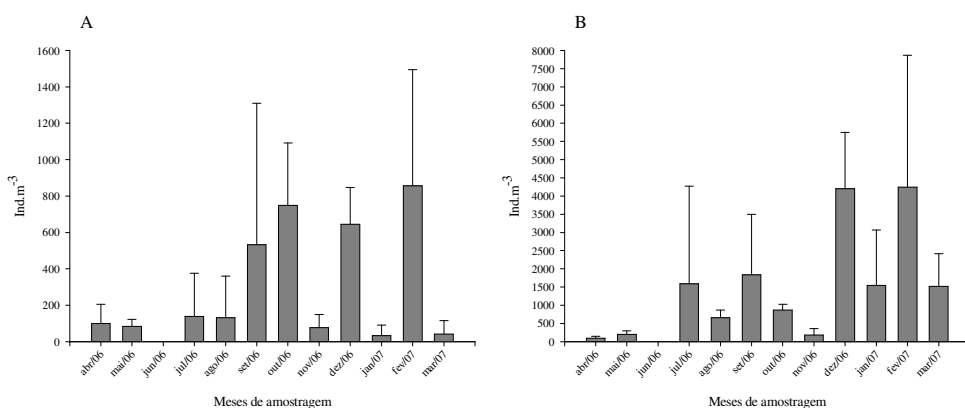 A
1600
1400
1200
1000
800
600
400
200
0
Ind.m-3
abr/06
mai/06
jun/06
jul/06
ago/06
set/06
out/06
nov/06
dez/06
jan/07
fev/07
mar/07
Meses de amostragem
B
8000
7500
7000
6500
6000
5500
5000
4500
4000
3500
3000
2500
2000
1500
1000
500
0
Ind.m-3
abr/06
mai/06
jun/06
jul/06
ago/06
set/06
out/06
nov/06
dez/06
jan/07
fev/07
mar/07
Meses de amostragem